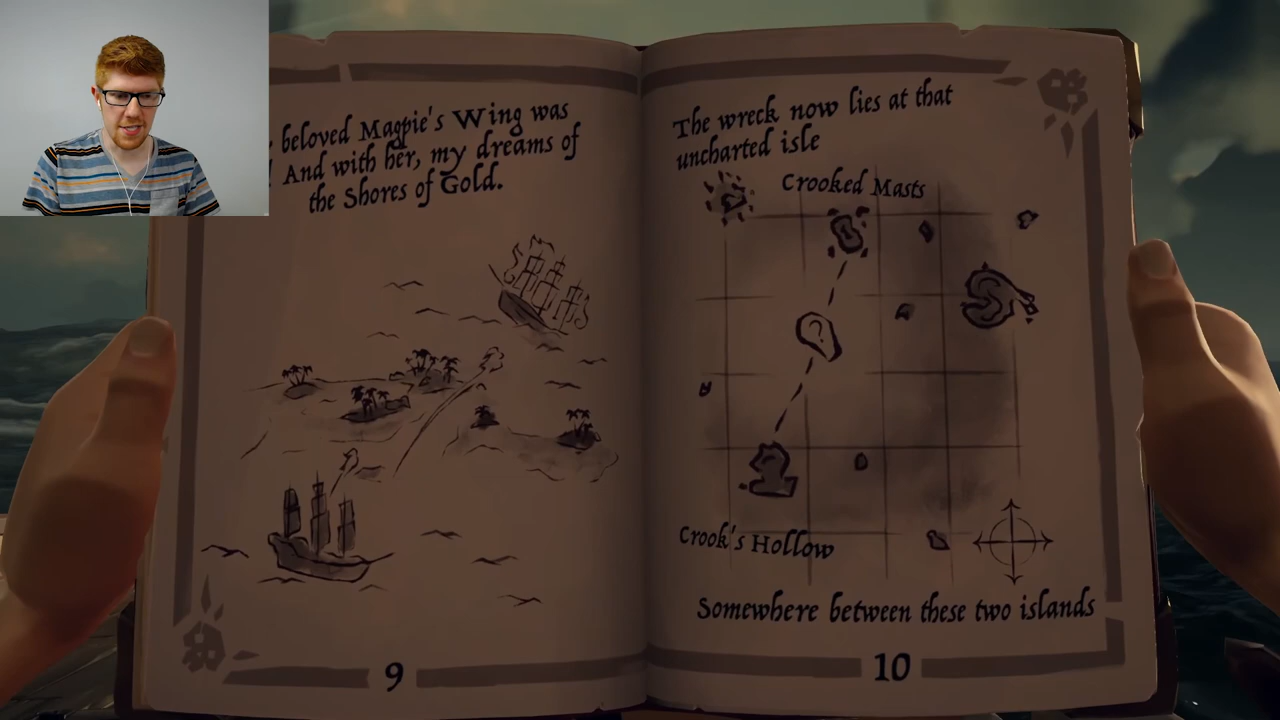 beloved Magpie's Wing was
And with her, my dreams of
the Shores of Gold.
9
The wreck now lies at that
uncharted isle
Crooked Masts
?
Crook's Hollow
Somewhere between these two islands
10